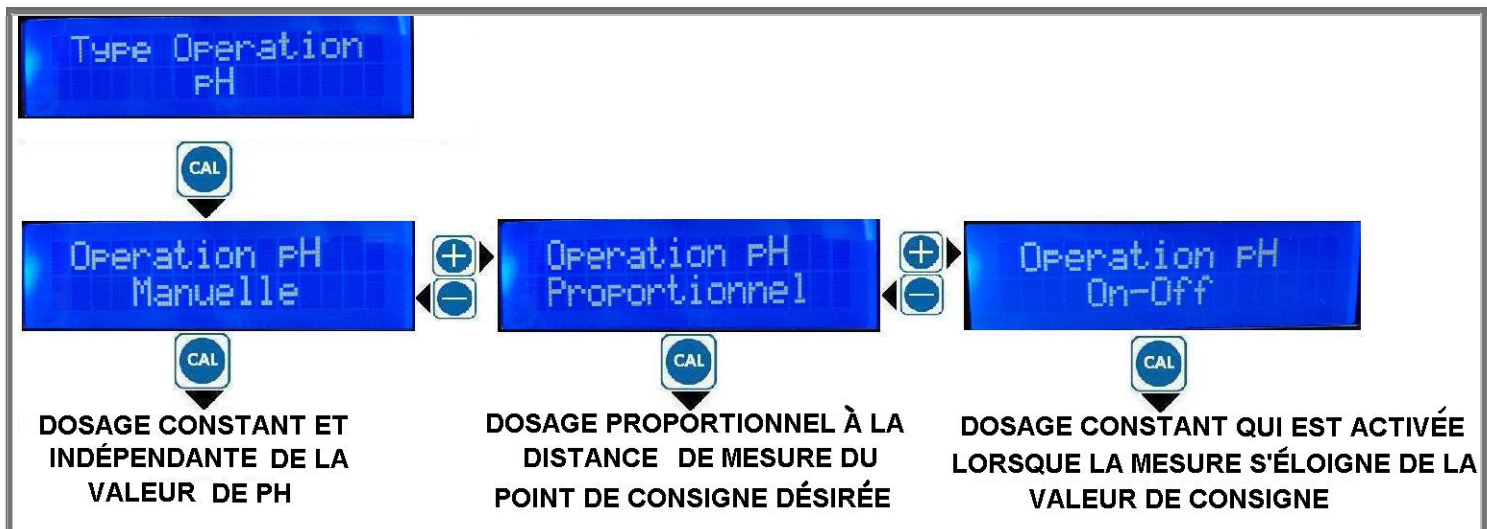 Type Operation
pH
CAL
Operation pH
Manuelle
+
−
Operation pH
Proportionnel
+
−
Operation pH
On-Off
CAL
CAL
CAL
DOSAGE CONSTANT ET
INDÉPENDANTE DE LA
VALEUR DE PH
DOSAGE PROPORTIONNEL À LA
DISTANCE DE MESURE DU
POINT DE CONSIGNE DÉSIRÉE
DOSAGE CONSTANT QUI EST ACTIVÉE
LORSQUE LA MESURE S'ÉLOIGNE DE LA
VALEUR DE CONSIGNE